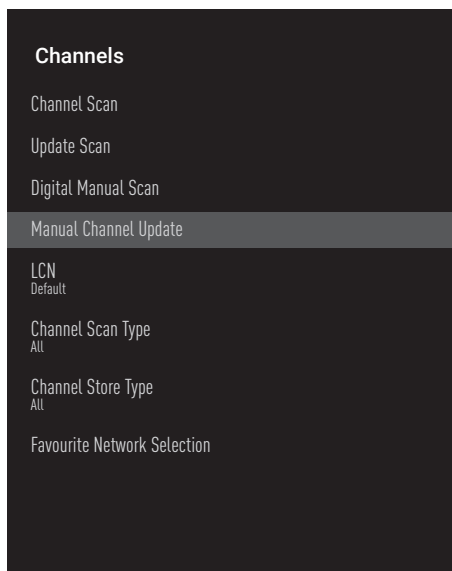 Channels
Channel Scan
Update Scan
Digital Manual Scan
Manual Channel Update
LCN
Default
Channel Scan Type
All
Channel Store Type
All
Favourite Network Selection